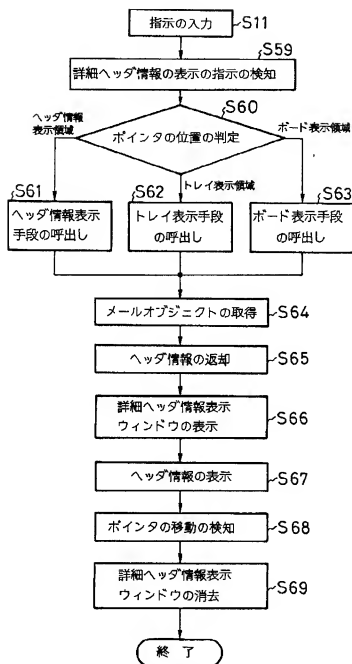 指示の入力
S11
S59
詳細ヘッダ情報の表示の指示の検知
S60
ヘッダ情報
表示領域
ボード表示領域
ポインタの位置の判定
トレイ表示領域
S61
S62
S63
ヘッダ情報表示
手段の呼出し
トレイ表示手段
の呼出し
ボード表示手段
の呼出し
メールオブジェクトの取得
S64
ヘッダ情報の返却
S65
詳細ヘッダ情報表示
ウィンドウの表示
S66
ヘッダ情報の表示
S67
ポインタの移動の検知
S68
詳細ヘッダ情報表示
ウィンドウの消去
S69
終了